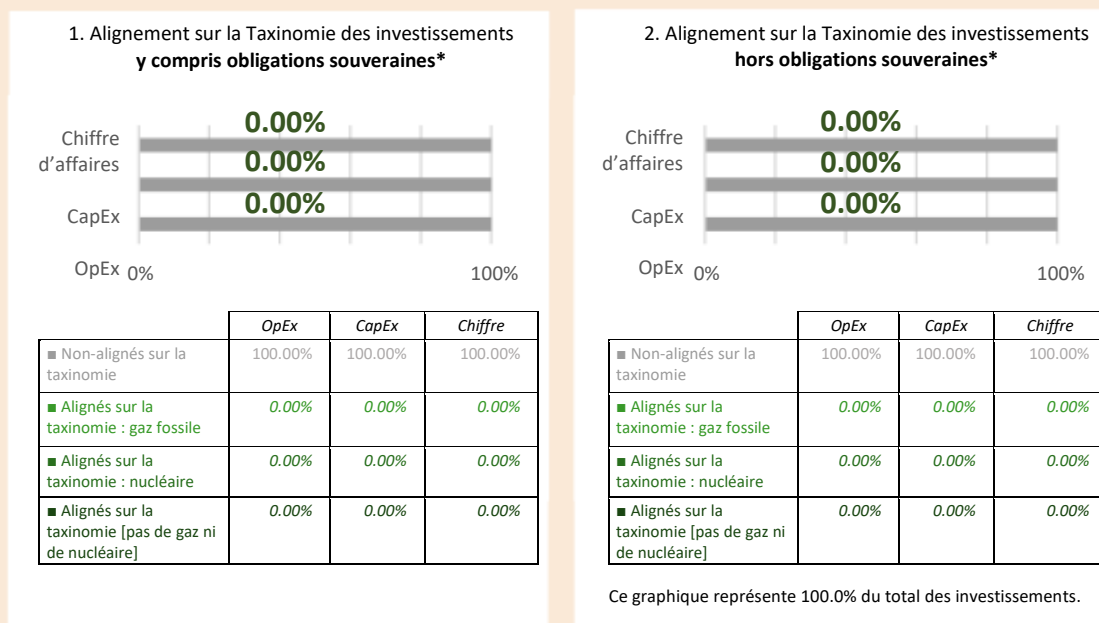 1. Alignement sur la Taxinomie des investissements
y compris obligations souveraines*
Chiffre
d'affaires
CapEx
OpEx
0.00%
0.00%
0.00%
0% 100%
OpEx CapEx Chiffre
■ Non-alignés sur la
taxinomie
100.00% 100.00% 100.00%
■ Alignés sur la
taxinomie : gaz fossile
0.00% 0.00% 0.00%
■ Alignés sur la
taxinomie : nucléaire
0.00% 0.00% 0.00%
■ Alignés sur la
taxinomie [pas de gaz ni
de nucléaire]
0.00% 0.00% 0.00%
2. Alignement sur la Taxinomie des investissements
hors obligations souveraines*
Chiffre
d'affaires
CapEx
OpEx
0.00%
0.00%
0.00%
0% 100%
OpEx CapEx Chiffre
■ Non-alignés sur la
taxinomie
100.00% 100.00% 100.00%
■ Alignés sur la
taxinomie : gaz fossile
0.00% 0.00% 0.00%
■ Alignés sur la
taxinomie : nucléaire
0.00% 0.00% 0.00%
■ Alignés sur la
taxinomie [pas de gaz ni
de nucléaire]
0.00% 0.00% 0.00%
Ce graphique représente 100.0% du total des investissements.